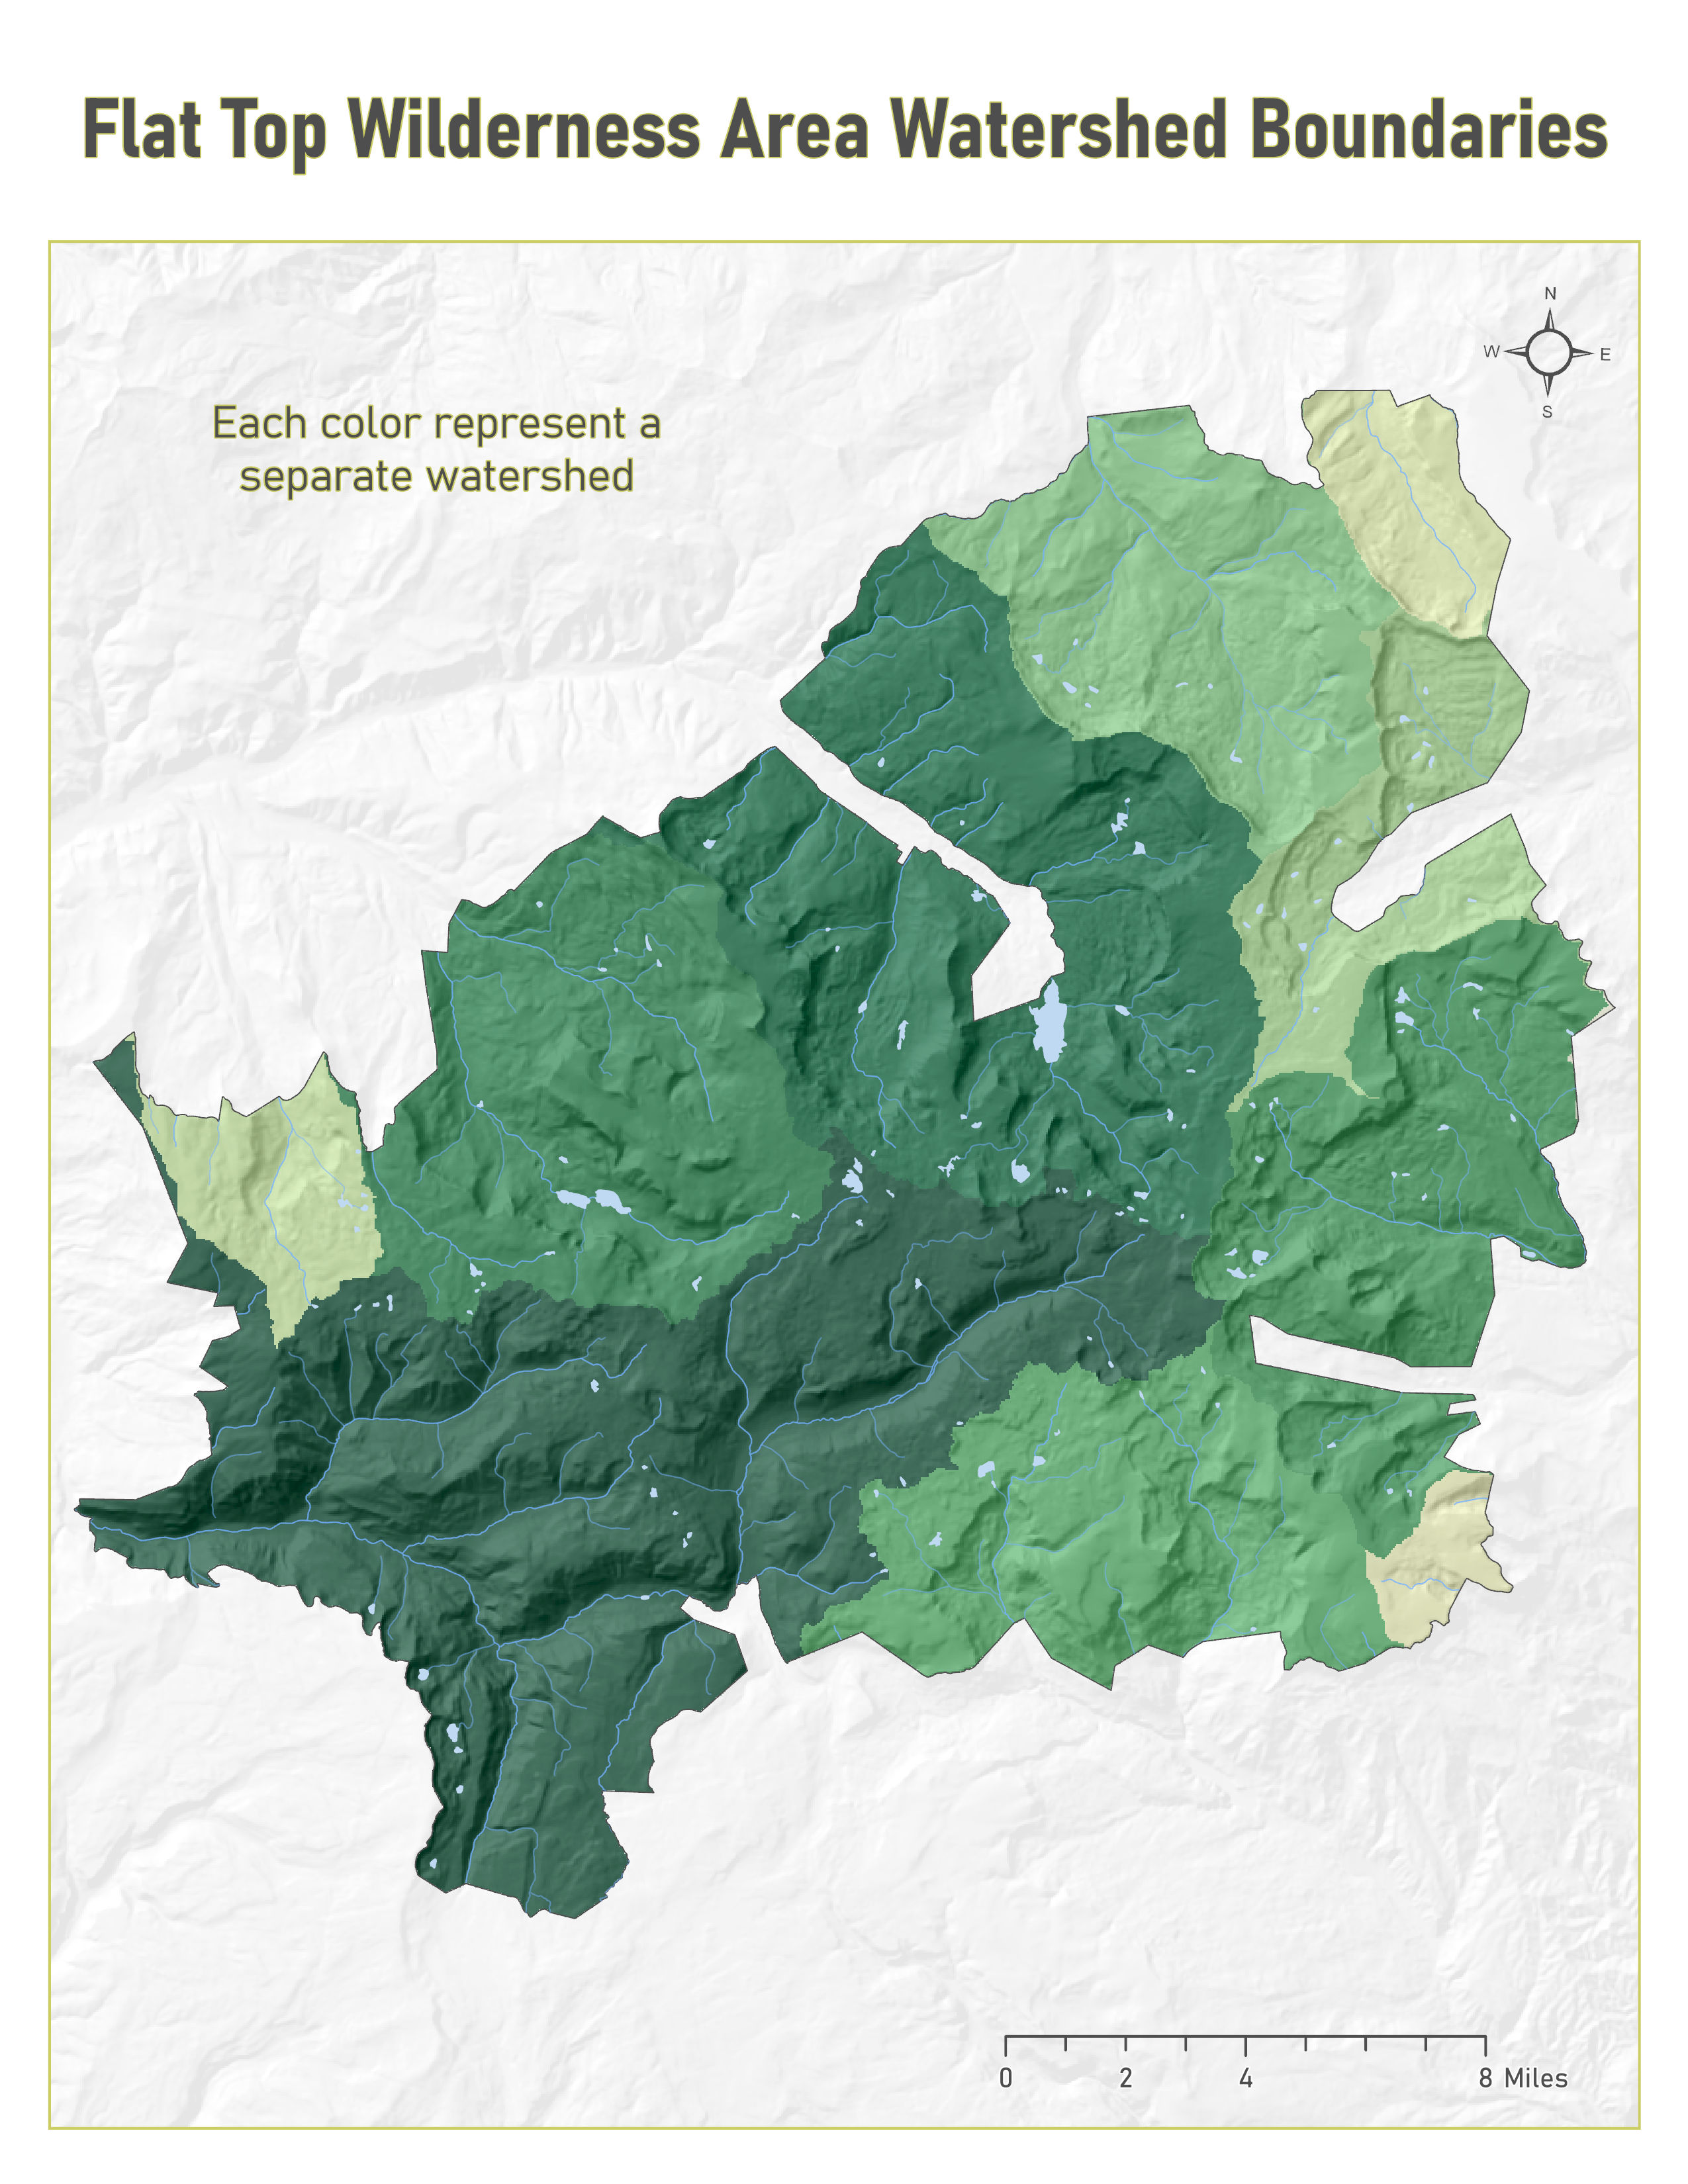 Flat Top Wilderness Area Watershed Boundaries
N
W E
S
Each color represent a
separate watershed
0 2 4 8 Miles